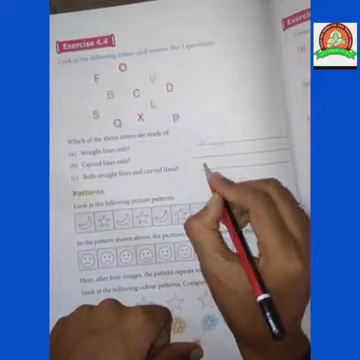 Exercise 4.4
Exerci
Look at the following letters and answer the questions.
O
F
V
B
C
D
L
S
X
P
Q
Which of the above letters are made of
(a) Straight lines only?
(b) Curved lines only?
(c) Both straight lines and curved lines?
Patterns
Look at the following picture patterns.
In the pattern shown above, the pictures
Here, after four images, the pattern repeats
Look at the following colour patterns.